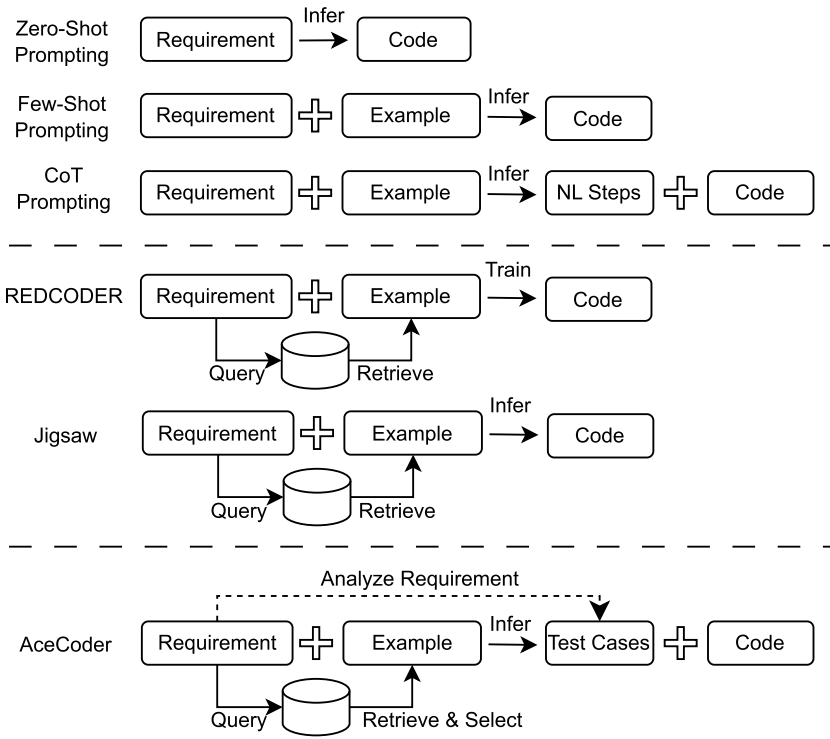 Zero-Shot
Prompting
Requirement
Infer
Code
Few-Shot
Prompting
Requirement
Example
Infer
Code
CoT
Prompting
Requirement
Example
Infer
NL Steps
Code
REDCODER
Requirement
Example
Train
Code
Query
Retrieve
Jigsaw
Requirement
Example
Infer
Code
Query
Retrieve
Analyze Requirement
AceCoder
Requirement
Example
Infer
Test Cases
Code
Query
Retrieve & Select